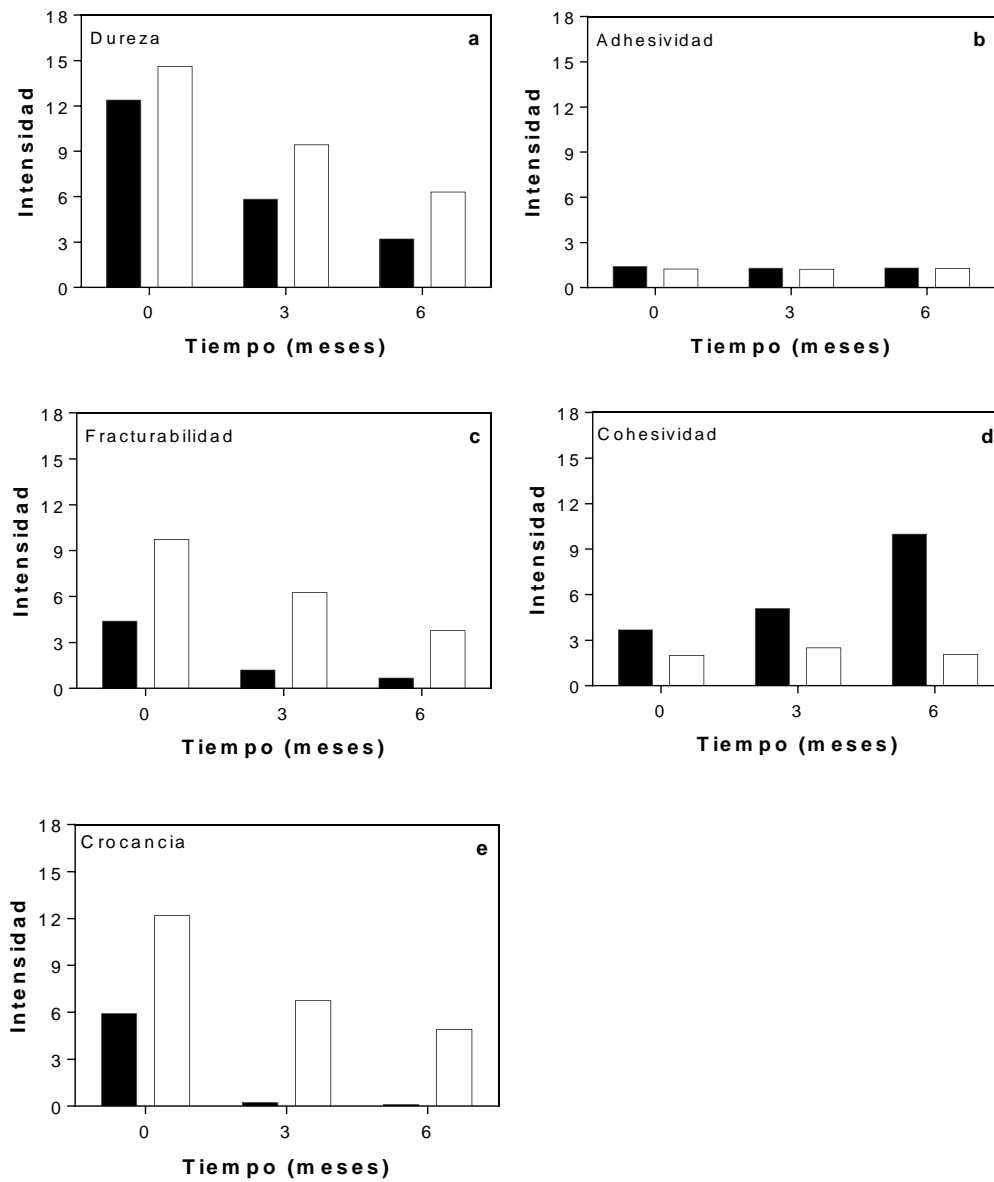 Dureza
a
18
15
12
9
6
3
0
Intensidad
0 3 6
Tiempo (meses)
Adhesividad
b
18
15
12
9
6
3
0
Intensidad
0 3 6
Tiempo (meses)
Fracturabilidad
c
18
15
12
9
6
3
0
Intensidad
0 3 6
Tiempo (meses)
Cohesividad
d
18
15
12
9
6
3
0
Intensidad
0 3 6
Tiempo (meses)
Crocancia
e
18
15
12
9
6
3
0
Intensidad
0 3 6
Tiempo (meses)